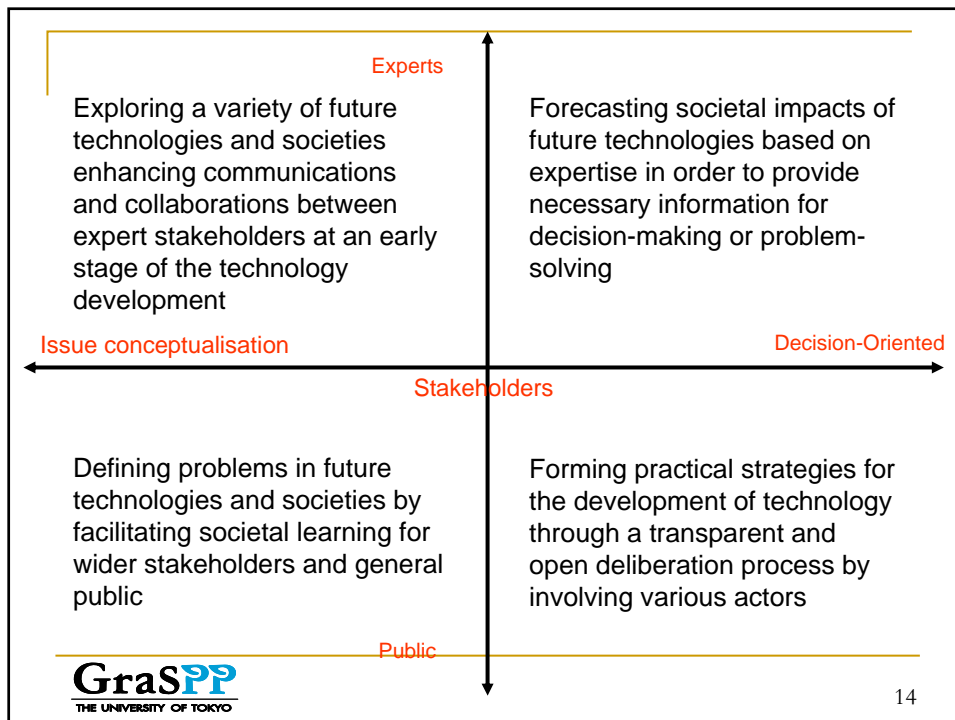 Experts
Exploring a variety of future
technologies and societies
enhancing communications
and collaborations between
expert stakeholders at an early
stage of the technology
development
Forecasting societal impacts of
future technologies based on
expertise in order to provide
necessary information for
decision-making or problem-
solving
Issue conceptualisation
Decision-Oriented
Stakeholders
Defining problems in future
technologies and societies by
facilitating societal learning for
wider stakeholders and general
public
Forming practical strategies for
the development of technology
through a transparent and
open deliberation process by
involving various actors
Public
GraSPP
THE UNIVERSITY OF TOKYO
14